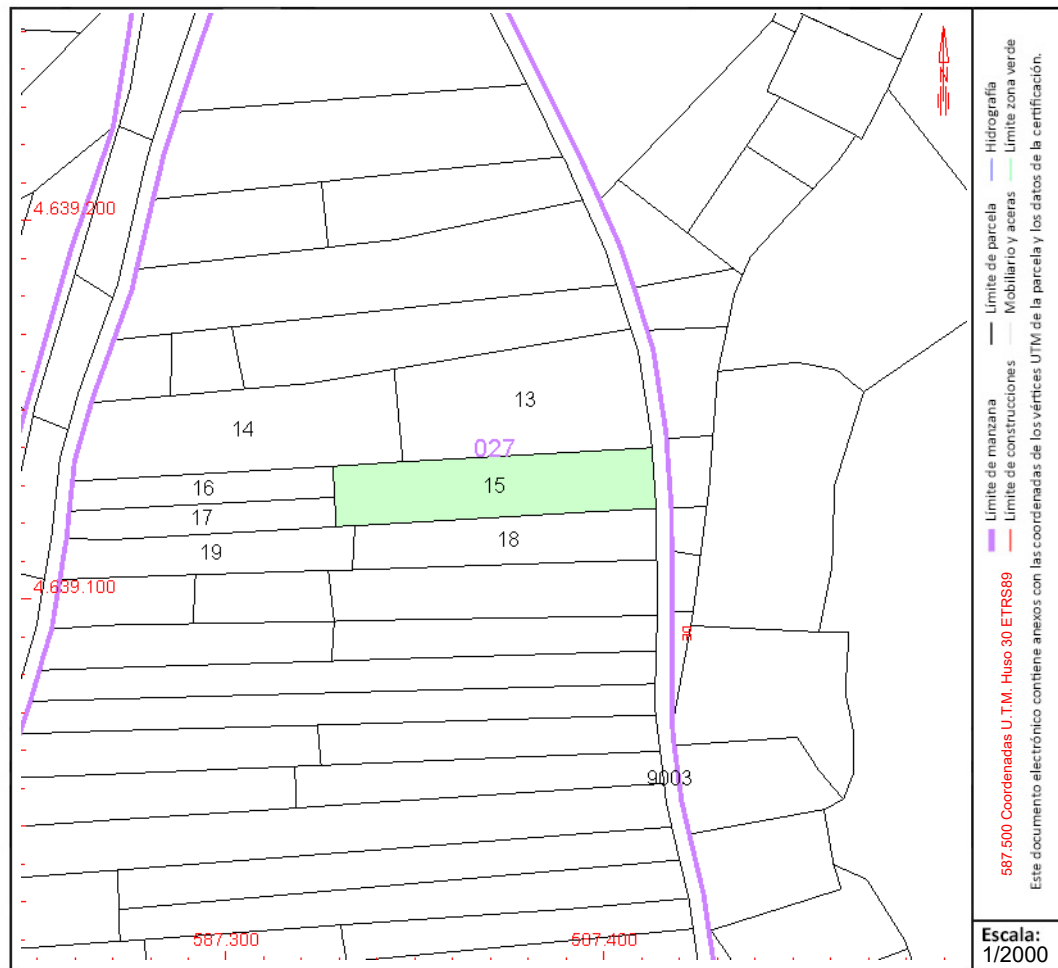 4.639.200
13
14
027
15
16
17
18
19
4.639.100
9003
587.300
587.400
Límite de manzana
Límite de parcela
Hidrografía
Límite de construcciones
Mobiliario y aceras
Límite zona verde
587.500 Coordenadas U.T.M. Huso 30 ETRS89
Este documento electrónico contiene anexos con las coordenadas de los vértices UTM de la parcela y los datos de la certificación.
Escala:
1/2000